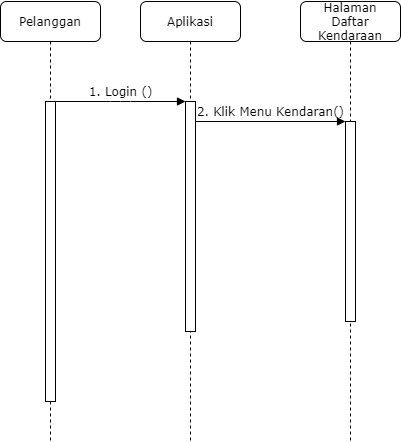 Pelanggan
Aplikasi
Halaman
Daftar
Kendaraan
1. Login ()
2. Klik Menu Kendaran()